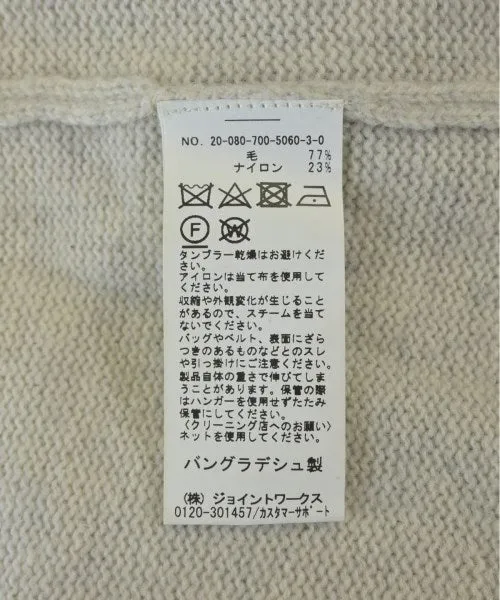 NO. 20-080-700-5060-3-0
毛 77%
ナイロン 23%
F W
タンブラー乾燥はお避けくだ
さい。
アイロンは当て布を使用して
ください。
収縮や外観変化が生じること
があるので、スチームを当て
ないでください。
バッグやベルト、表面にざら
つきのあるものなどとのスレ
や引っ掛けにご注意ください。
製品自体の重さで伸びてしま
うことがあります。保管の際
はハンガーを使用せずたたみ
保管にしてください。
〈クリーニング店へのお願い〉
ネットを使用してください。
バングラデシュ製
(株) ジョイントワークス
0120-301457/カスタマーサポート